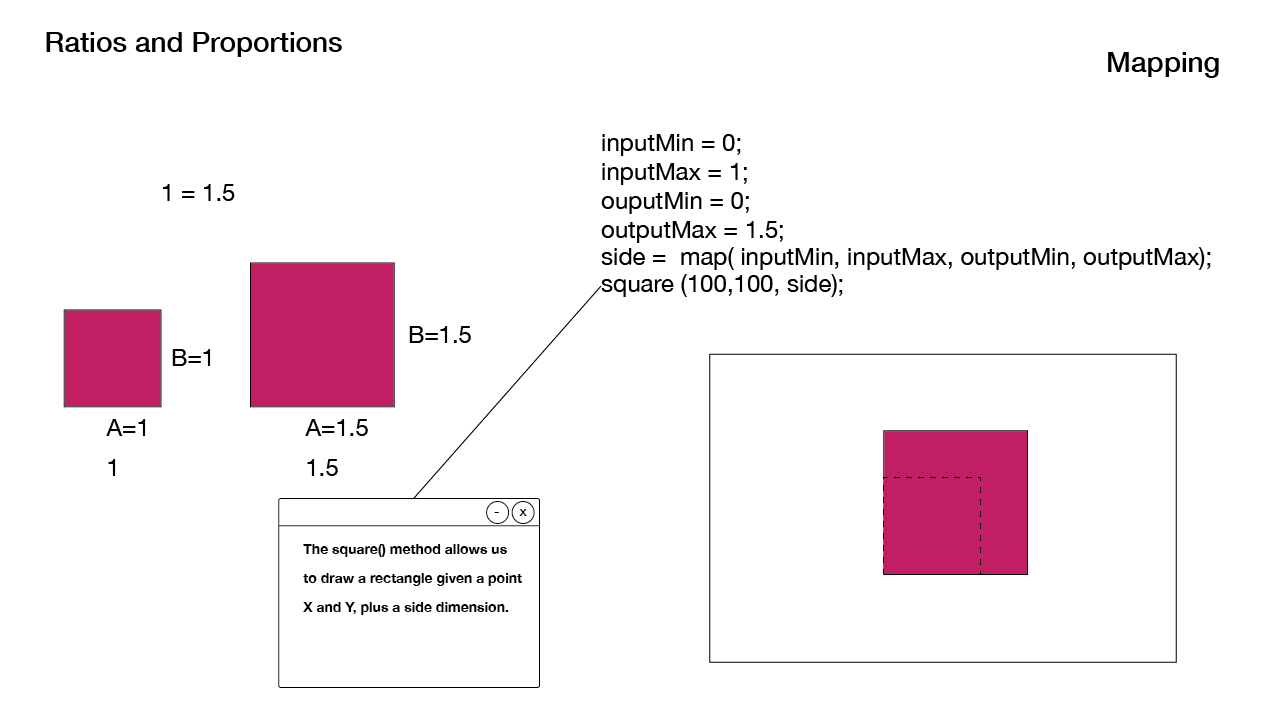 Ratios and Proportions
Mapping
1 = 1.5
B=1
A=1
1
B=1.5
A=1.5
1.5
inputMin = 0;
inputMax = 1;
ouputMin = 0;
outputMax = 1.5;
side =  map( inputMin, inputMax, outputMin, outputMax);
square (100,100, side);
- x
The square() method allows us
to draw a rectangle given a point
X and Y, plus a side dimension.